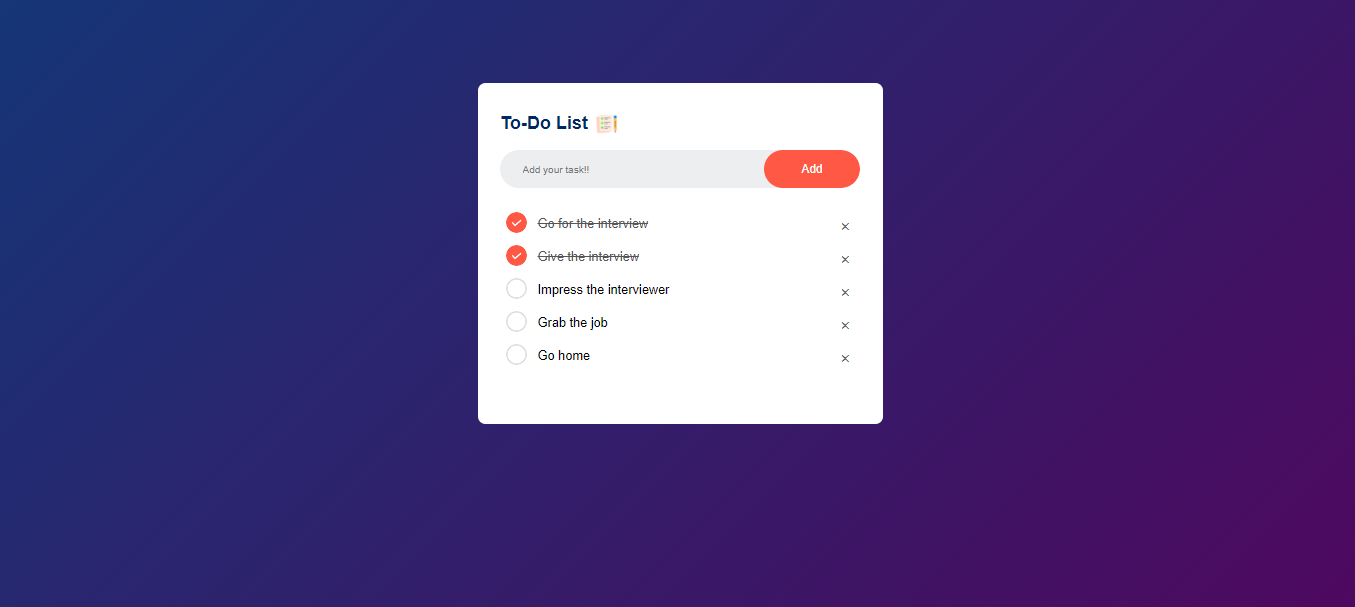 To-Do List
Add your task!!
Add
Go for the interview
×
Give the interview
×
Impress the interviewer
×
Grab the job
×
Go home
×